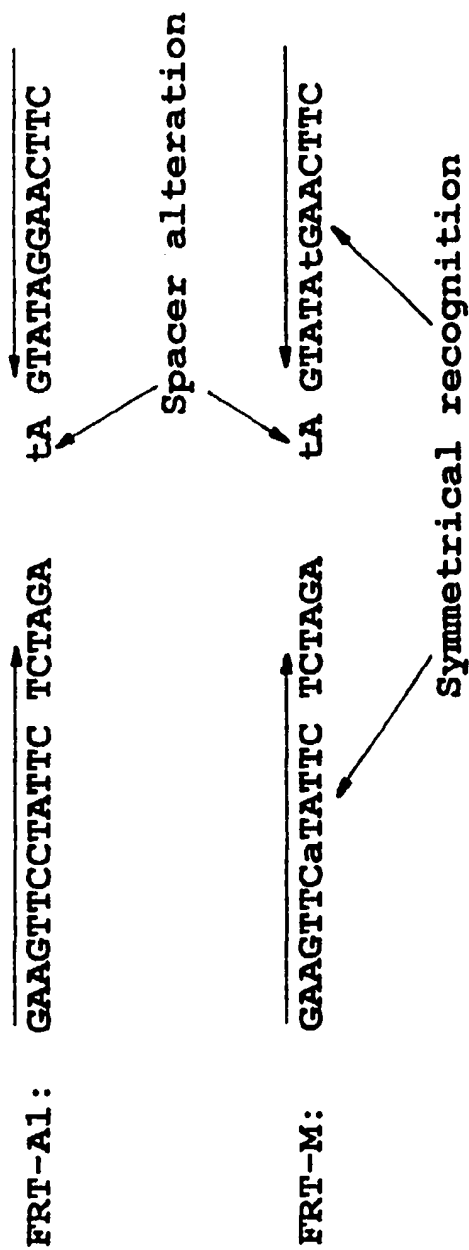 FRT-A1: GAAGTTCCTATTC TCTAGA tA GTATAGGAACTTC
Spacer alteration
FRT-M: GAAGTTCaTATTC TCTAGA tA GTATAtGAACTTC
Symmetrical recognition